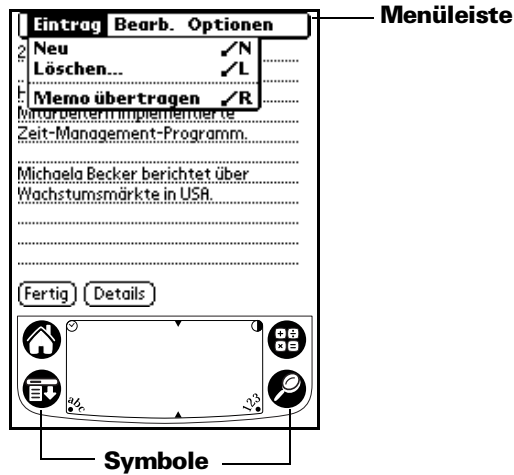 Eintrag Bearb. Optionen Menüleiste
Neu ⟋N
Löschen... ⟋L
Memo übertragen ⟋R
Mitarbeitern implementierte
Zeit-Management-Programm.
Michaela Becker berichtet über
Wachstumsmärkte in USA.
Fertig Details
abc 123
Symbole